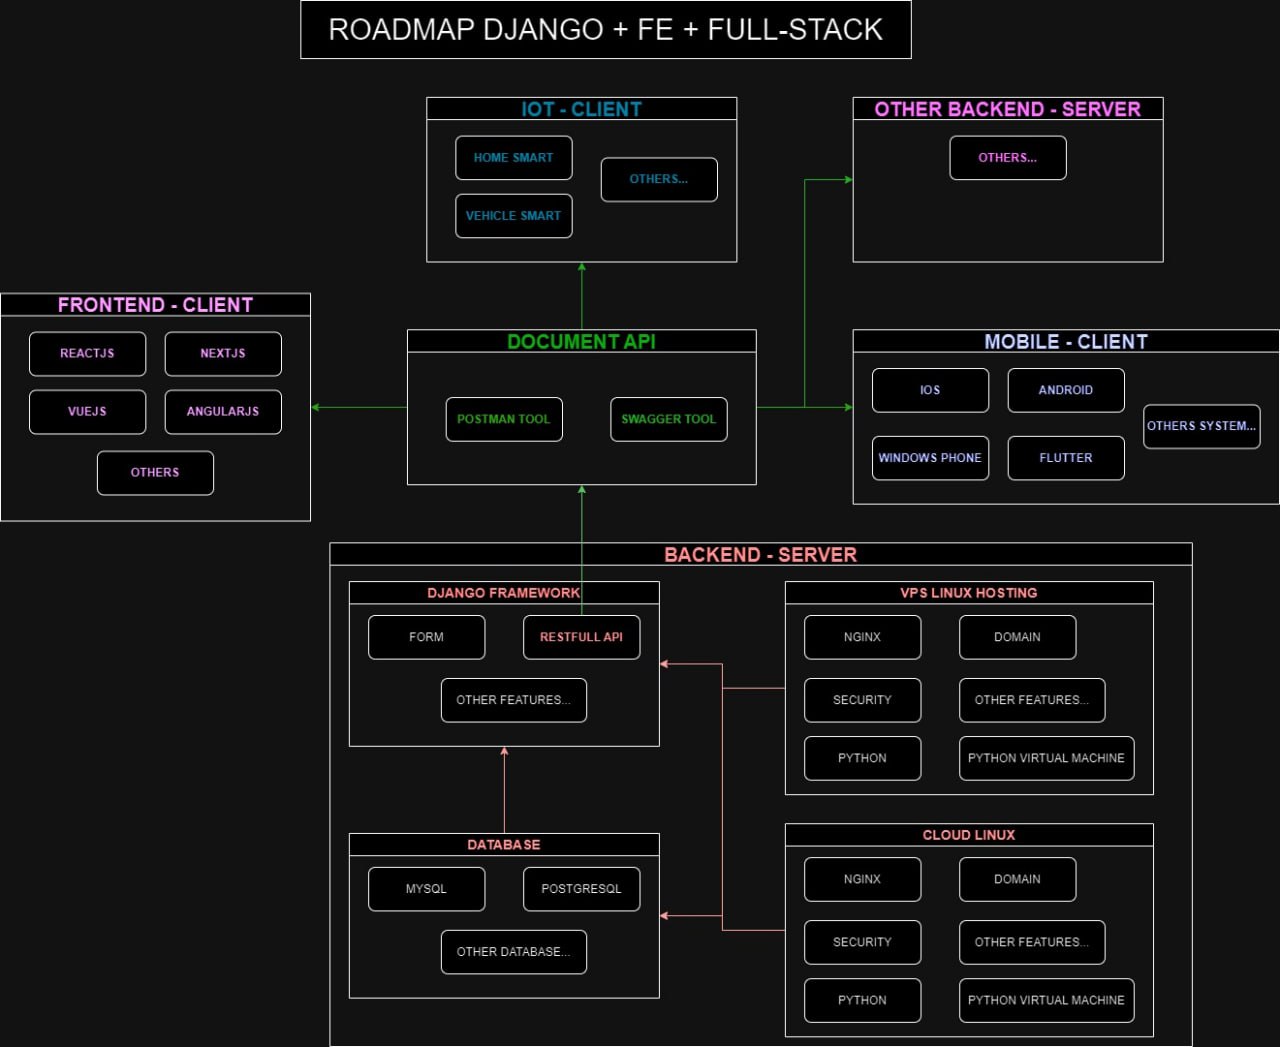 ROADMAP DJANGO + FE + FULL-STACK
IOT - CLIENT
HOME SMART
OTHERS...
VEHICLE SMART
OTHER BACKEND - SERVER
OTHERS...
FRONTEND - CLIENT
REACTJS
NEXTJS
VUEJS
ANGULARJS
OTHERS
DOCUMENT API
POSTMAN TOOL
SWAGGER TOOL
MOBILE - CLIENT
IOS
ANDROID
OTHERS SYSTEM...
WINDOWS PHONE
FLUTTER
BACKEND - SERVER
DJANGO FRAMEWORK
FORM
RESTFULL API
OTHER FEATURES...
VPS LINUX HOSTING
NGINX
DOMAIN
SECURITY
OTHER FEATURES...
PYTHON
PYTHON VIRTUAL MACHINE
DATABASE
MYSQL
POSTGRESQL
OTHER DATABASE...
CLOUD LINUX
NGINX
DOMAIN
SECURITY
OTHER FEATURES...
PYTHON
PYTHON VIRTUAL MACHINE